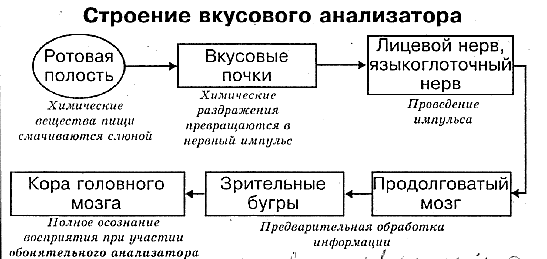 Строение вкусового анализатора
Ротовая
полость
Химические
вещества пищи
смачиваются слюной
Вкусовые
почки
Химические
раздражения
превращаются в
нервный импульс
Лицевой нерв,
языкоглоточный
нерв
Проведение
импульса
Продолговатый
мозг
Зрительные
бугры
Предварительная обработка
информации
Кора головного
мозга
Полное осознание
восприятия при участии
обонятельного анализатора